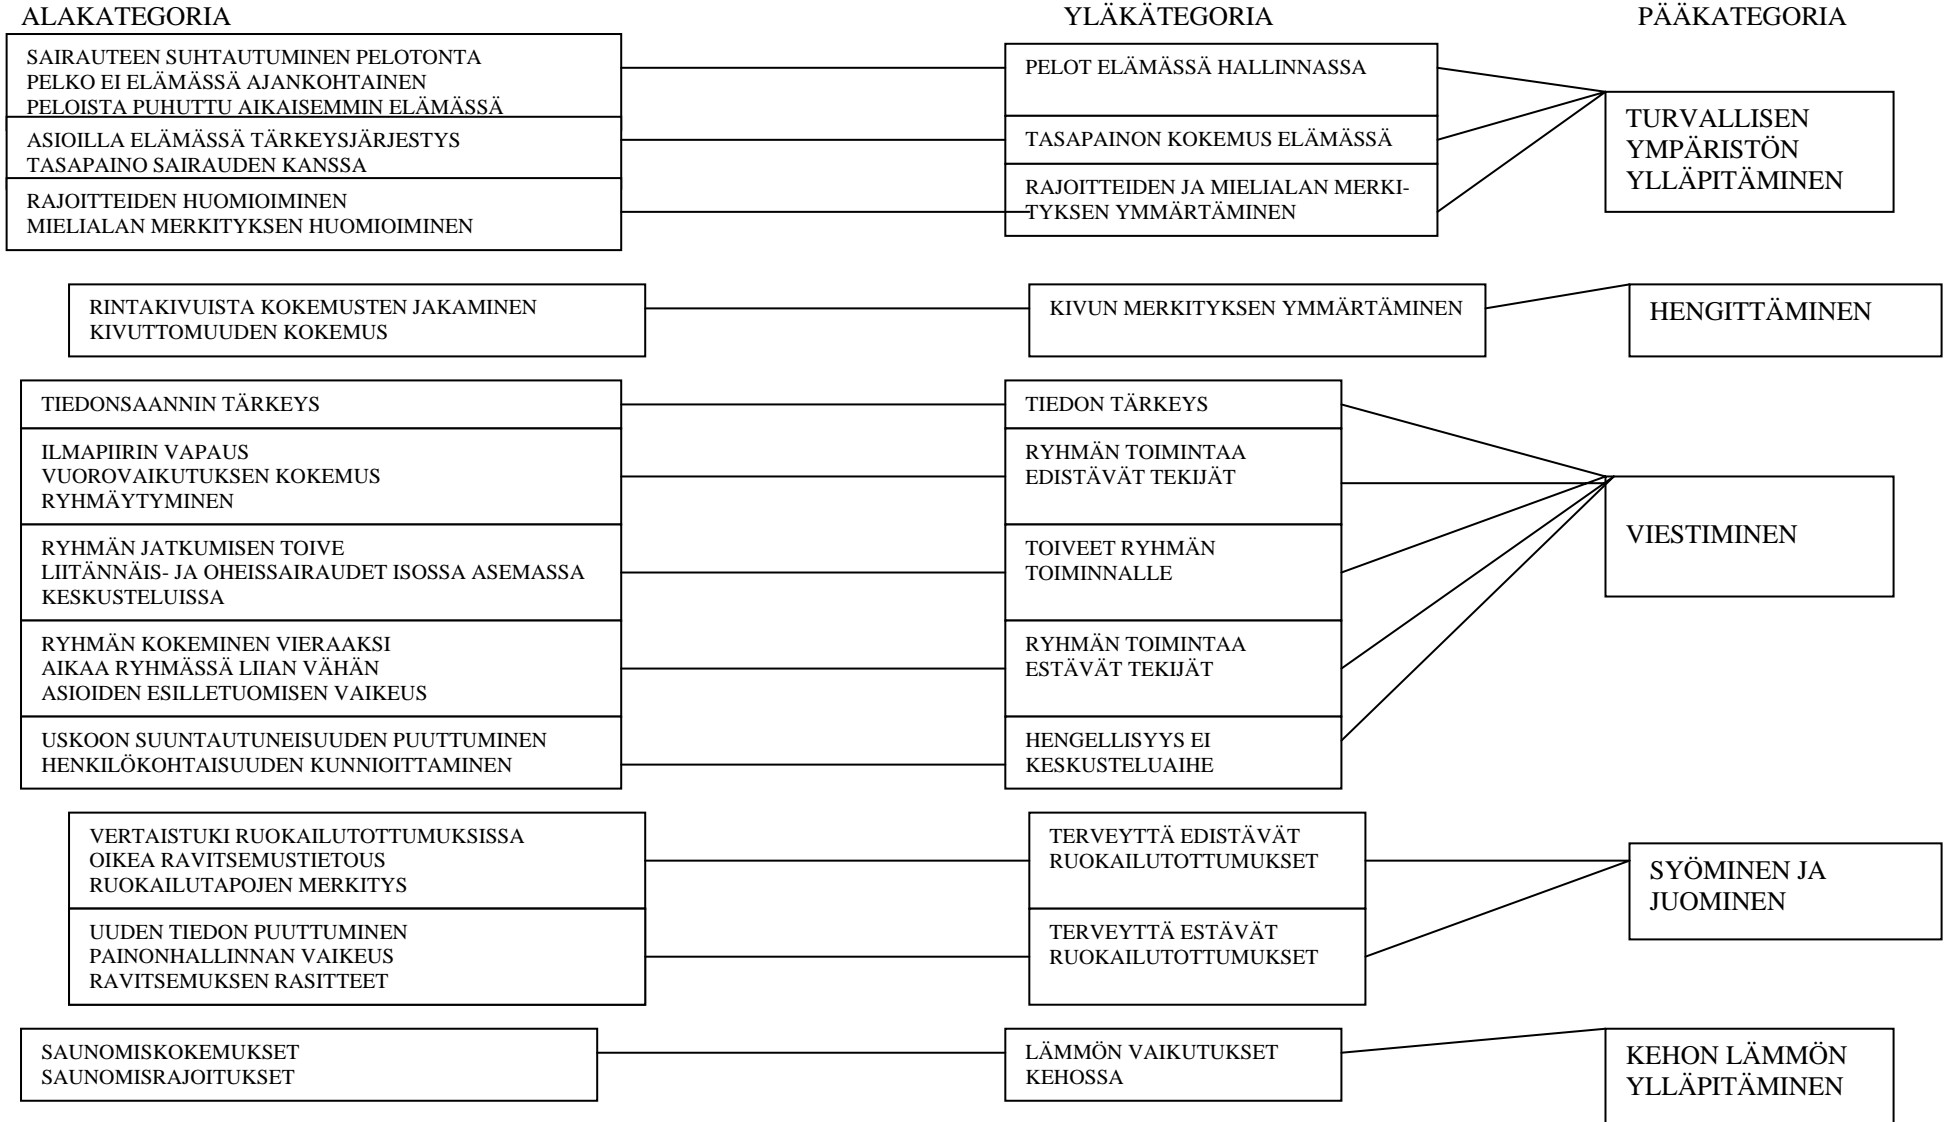 ALAKATEGORIA
YLÄKÄTEGORIA
PÄÄKATEGORIA
SAIRAUTEEN SUHTAUTUMINEN PELOTONTA
PELKO EI ELÄMÄSSÄ AJANKOHTAINEN
PELOISTA PUHUTTU AIKAISEMMIN ELÄMÄSSÄ
PELOT ELÄMÄSSÄ HALLINNASSA
ASIOILLA ELÄMÄSSÄ TÄRKEYSJÄRJESTYS
TASAPAINO SAIRAUDEN KANSSA
TASAPAINON KOKEMUS ELÄMÄSSÄ
RAJOITTEIDEN HUOMIOIMINEN
MIELIALAN MERKITYKSEN HUOMIOIMINEN
RAJOITTEIDEN JA MIELIALAN MERKI-
TYKSEN YMMÄRTÄMINEN
TURVALLISEN
YMPÄRISTÖN
YLLÄPITÄMINEN
RINTAKIVUISTA KOKEMUSTEN JAKAMINEN
KIVUTTOMUUDEN KOKEMUS
KIVUN MERKITYKSEN YMMÄRTÄMINEN
HENGITTÄMINEN
TIEDONSAANNIN TÄRKEYS
TIEDON TÄRKEYS
ILMAPIIRIN VAPAUS
VUOROVAIKUTUKSEN KOKEMUS
RYHMÄYTYMINEN
RYHMÄN TOIMINTAA
EDISTÄVÄT TEKIJÄT
RYHMÄN JATKUMISEN TOIVE
LIITÄNNÄIS- JA OHEISSAIRAUDET ISOSSA ASEMASSA
KESKUSTELUISSA
TOIVEET RYHMÄN
TOIMINNALLE
VIESTIMINEN
RYHMÄN KOKEMINEN VIERAAKSI
AIKAA RYHMÄSSÄ LIIAN VÄHÄN
ASIOIDEN ESILLETUOMISEN VAIKEUS
RYHMÄN TOIMINTAA
ESTÄVÄT TEKIJÄT
USKOON SUUNTAUTUNEISUUDEN PUUTTUMINEN
HENKILÖKOHTAISUUDEN KUNNIOITTAMINEN
HENGELLISYYS EI
KESKUSTELUAIHE
VERTAISTUKI RUOKAILUTOTTUMUKSISSA
OIKEA RAVITSEMUSTIETOUS
RUOKAILUTAPOJEN MERKITYS
TERVEYTTÄ EDISTÄVÄT
RUOKAILUTOTTUMUKSET
SYÖMINEN JA
JUOMINEN
UUDEN TIEDON PUUTTUMINEN
PAINONHALLINNAN VAIKEUS
RAVITSEMUKSEN RASITTEET
TERVEYTTÄ ESTÄVÄT
RUOKAILUTOTTUMUKSET
SAUNOMISKOKEMUKSET
SAUNOMISRAJOITUKSET
LÄMMÖN VAIKUTUKSET
KEHOSSA
KEHON LÄMMÖN
YLLÄPITÄMINEN